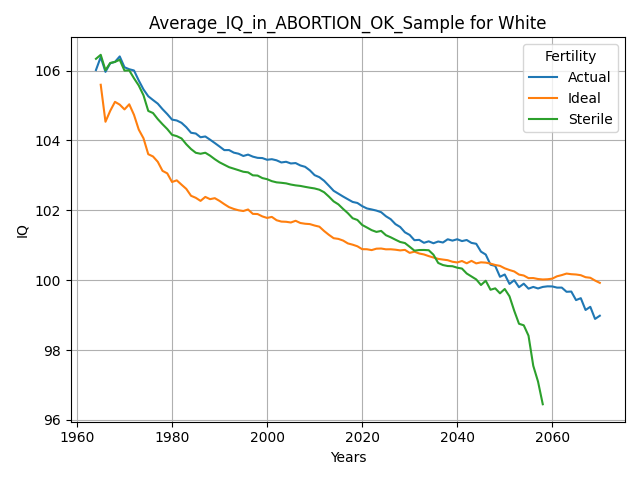 Average_IQ_in_ABORTION_OK_Sample for White
Fertility
Actual
Ideal
Sterile
IQ
106
104
102
100
98
96
1960
1980
2000
2020
2040
2060
Years